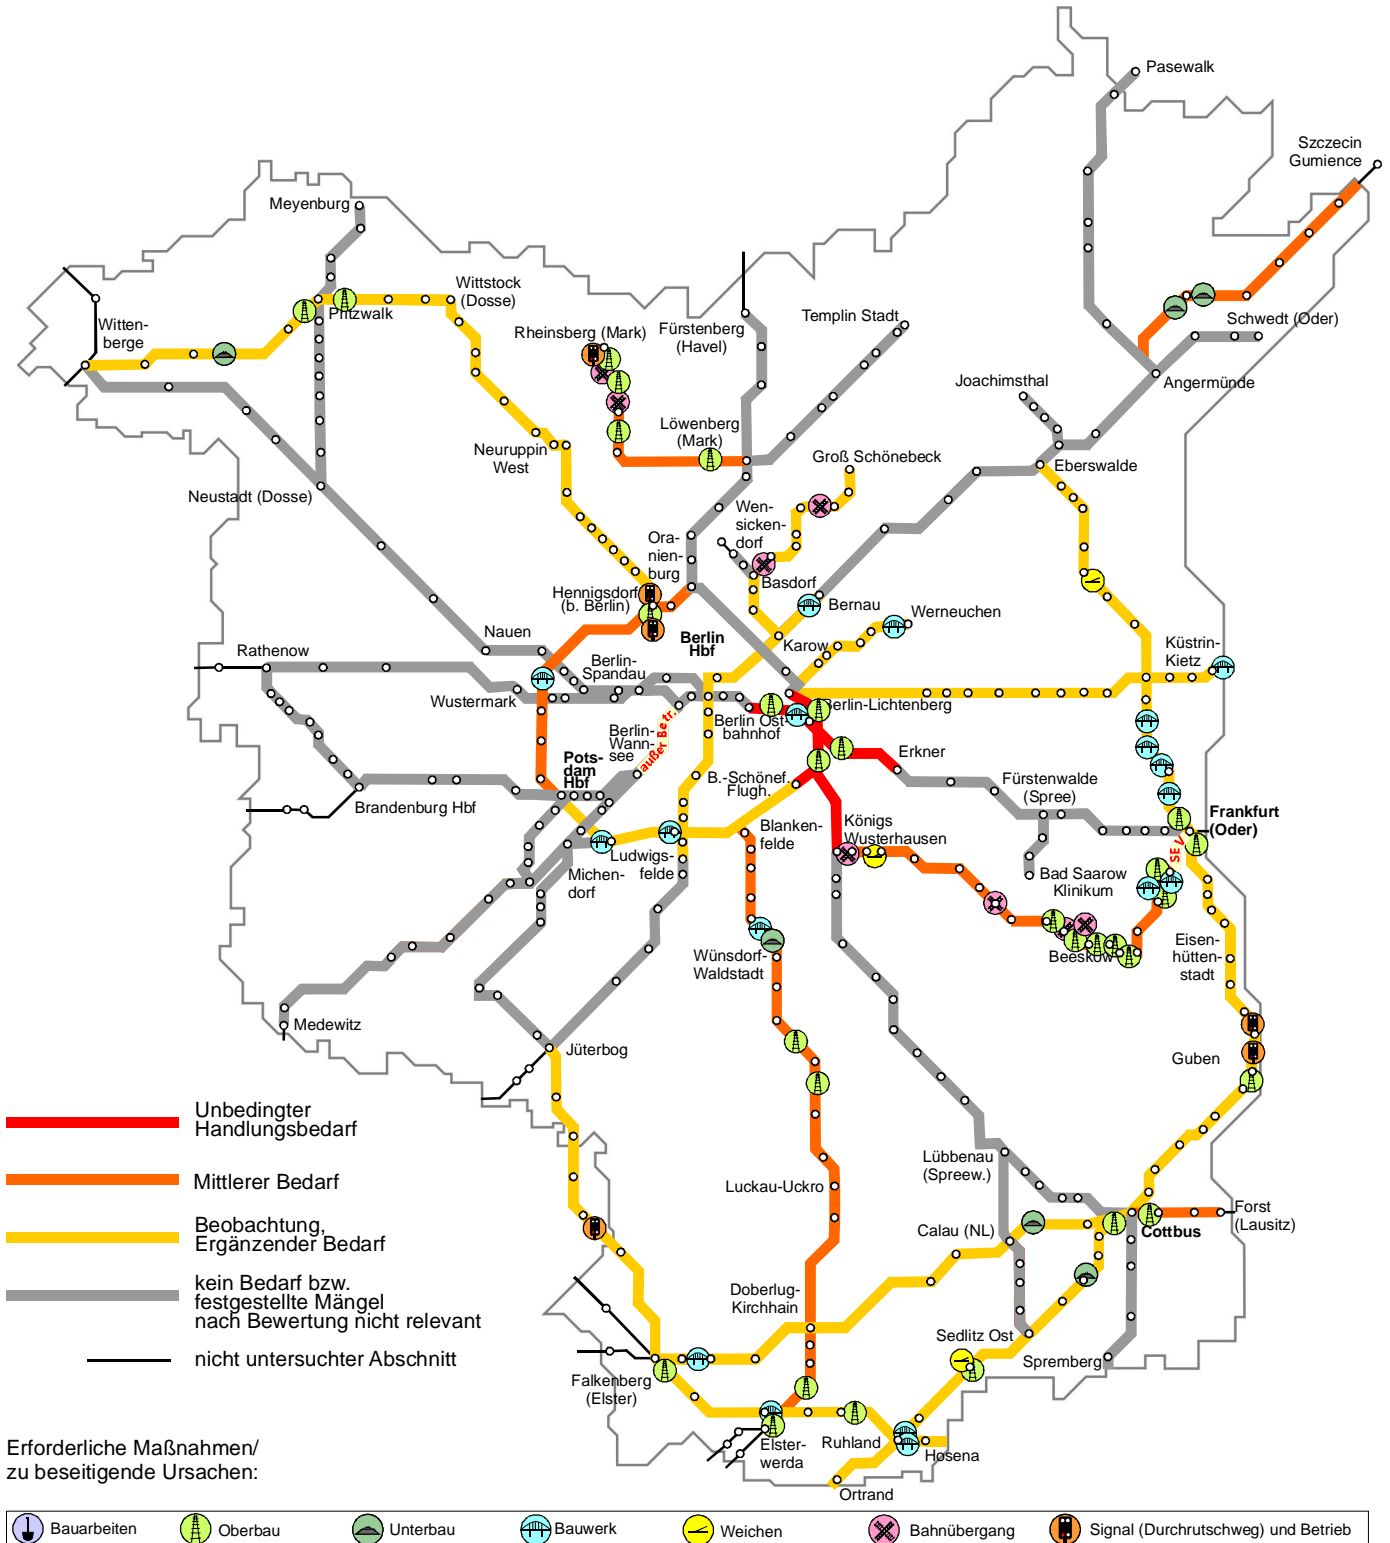 Pasewalk
Szczecin
Gumience
Meyenburg
Wittstock
(Dosse)
Pritzwalk
Witten-
berge
Rheinsberg (Mark)
Fürstenberg
(Havel)
Templin Stadt
Schwedt (Oder)
Joachimsthal
Angermünde
Löwenberg
(Mark)
Neuruppin
West
Groß Schönebeck
Eberswalde
Neustadt (Dosse)
Wen-
sicken-
dorf
Ora-
nien-
burg
Basdorf
Hennigsdorf
(b. Berlin)
Bernau
Werneuchen
Nauen
Berlin
Hbf
Karow
Küstrin-
Kietz
Rathenow
Berlin-
Spandau
Wustermark
Berlin-Lichtenberg
Berlin Ost-
bahnhof
Berlin-
Wann-
see
außer Betr.
Erkner
Pots-
dam
Hbf
B.-Schönef.
Flugh.
Fürstenwalde
(Spree)
Brandenburg Hbf
Frankfurt
(Oder)
Blanken-
felde
Königs
Wusterhausen
SEV
Ludwigs-
felde
Michen-
dorf
Bad Saarow
Klinikum
Wünsdorf-
Waldstadt
Beeskow
Eisen-
hütten-
stadt
Medewitz
Jüterbog
Guben
Unbedingter
Handlungsbedarf
Lübbenau
(Spreew.)
Mittlerer Bedarf
Luckau-Uckro
Forst
(Lausitz)
Beobachtung,
Ergänzender Bedarf
Calau (NL)
Cottbus
kein Bedarf bzw.
festgestellte Mängel
nach Bewertung nicht relevant
Doberlug-
Kirchhain
Sedlitz Ost
nicht untersuchter Abschnitt
Spremberg
Falkenberg
(Elster)
Elster-
werda
Ruhland
Hosena
Erforderliche Maßnahmen/
zu beseitigende Ursachen:
Ortrand
Bauarbeiten
Oberbau
Unterbau
Bauwerk
Weichen
Bahnübergang
Signal (Durchrutschweg) und Betrieb